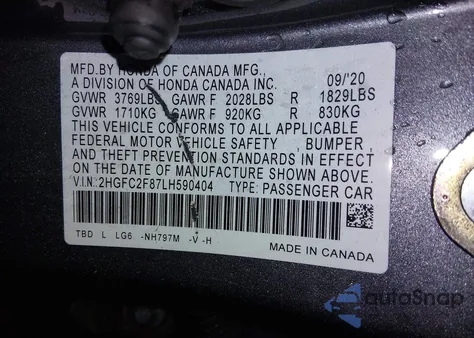 MFD.BY HONDA OF CANADA MFG.,
A DIVISION OF HONDA CANADA INC. 09/'20
GVWR 3769LBS GAWR F 2028LBS R 1829LBS
GVWR 1710KG GAWR F 920KG R 830KG
THIS VEHICLE CONFORMS TO ALL APPLICABLE
FEDERAL MOTOR VEHICLE SAFETY , BUMPER ,
AND THEFT PREVENTION STANDARDS IN EFFECT
ON THE DATE OF MANUFACTURE SHOWN ABOVE.
V.I.N.:2HGFC2F87LH590404 TYPE: PASSENGER CAR
TBD L LG6 -NH797M -V -H
MADE IN CANADA
autoSnap